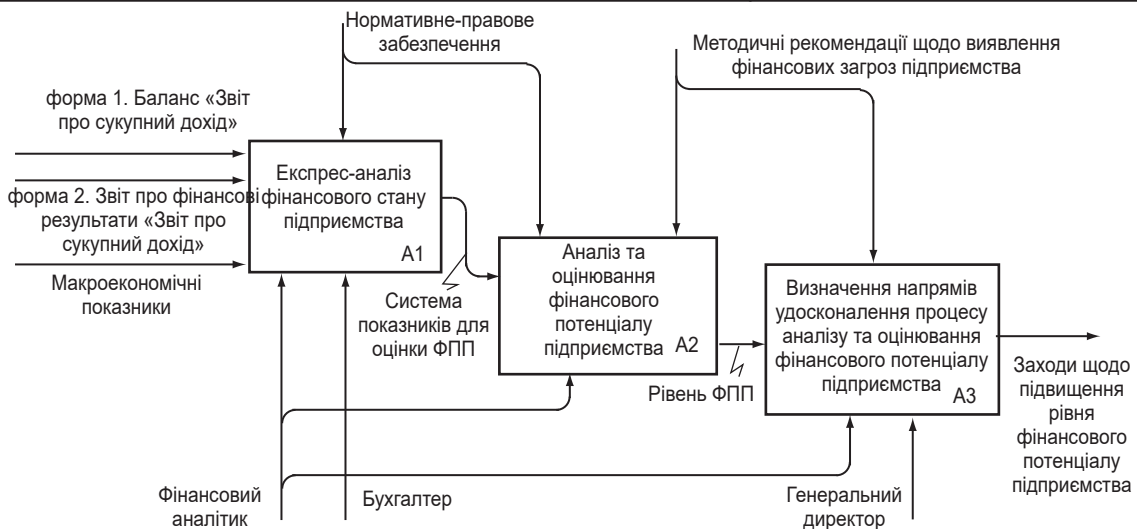 Нормативне-правове
забезпечення
Методичні рекомендації щодо виявлення
фінансових загроз підприємства
форма 1. Баланс «Звіт
про сукупний дохід»
форма 2. Звіт про фінансові
результати «Звіт про
сукупний дохід»
Макроекономічні
показники
Експрес-аналіз
фінансового стану
підприємства
А1
Система
показників для
оцінки ФПП
Аналіз та
оцінювання
фінансового
потенціалу
підприємства
А2
Рівень ФПП
Визначення напрямів
удосконалення процесу
аналізу та оцінювання
фінансового потенціалу
підприємства
А3
Заходи щодо
підвищення
рівня
фінансового
потенціалу
підприємства
Фінансовий
аналітик
Бухгалтер
Генеральний
директор